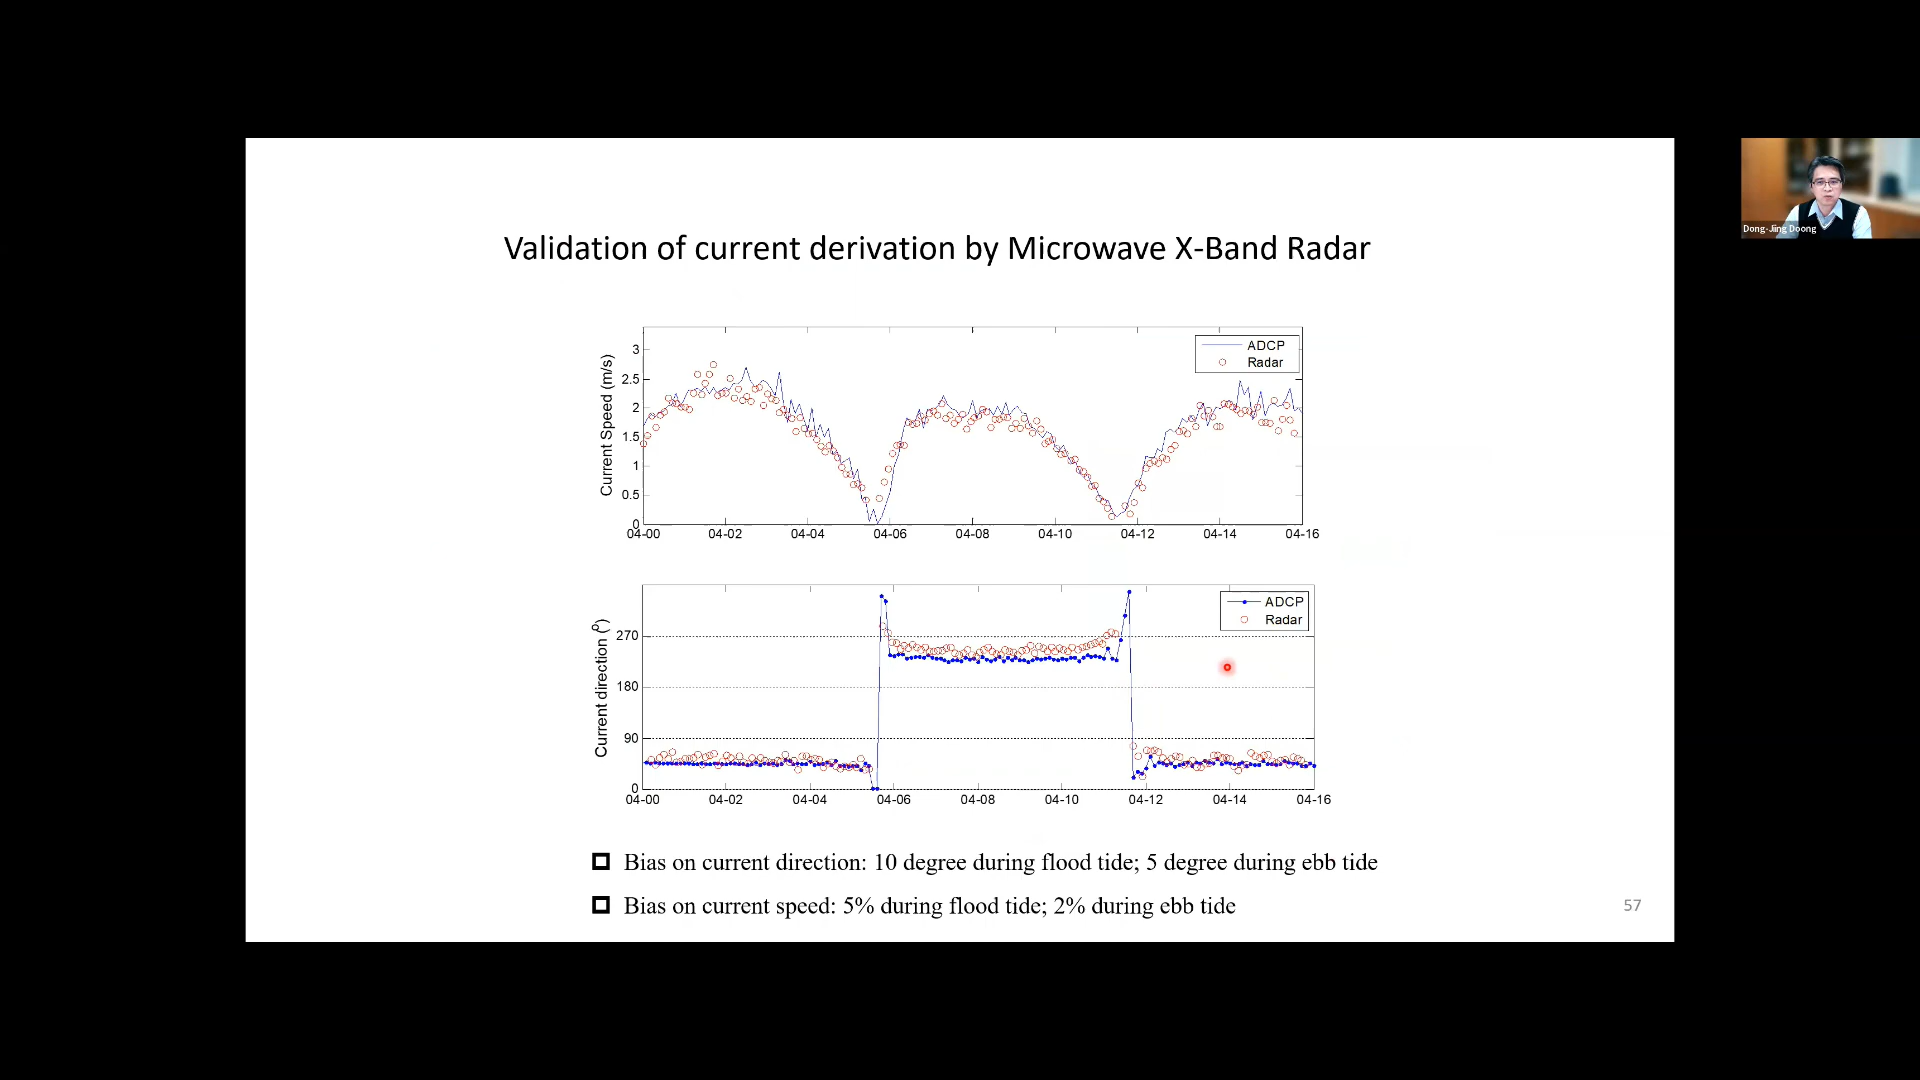 Validation of current derivation by Microwave X-Band Radar
Dong-Jiing Doong
Current Speed (m/s)
3
2.5
2
1.5
1
0.5
0
ADCP
Radar
04-00 04-02 04-04 04-06 04-08 04-10 04-12 04-14 04-16
Current direction (°)
270
180
90
0
ADCP
Radar
04-00 04-02 04-04 04-06 04-08 04-10 04-12 04-14 04-16
Bias on current direction: 10 degree during flood tide; 5 degree during ebb tide
Bias on current speed: 5% during flood tide; 2% during ebb tide
57